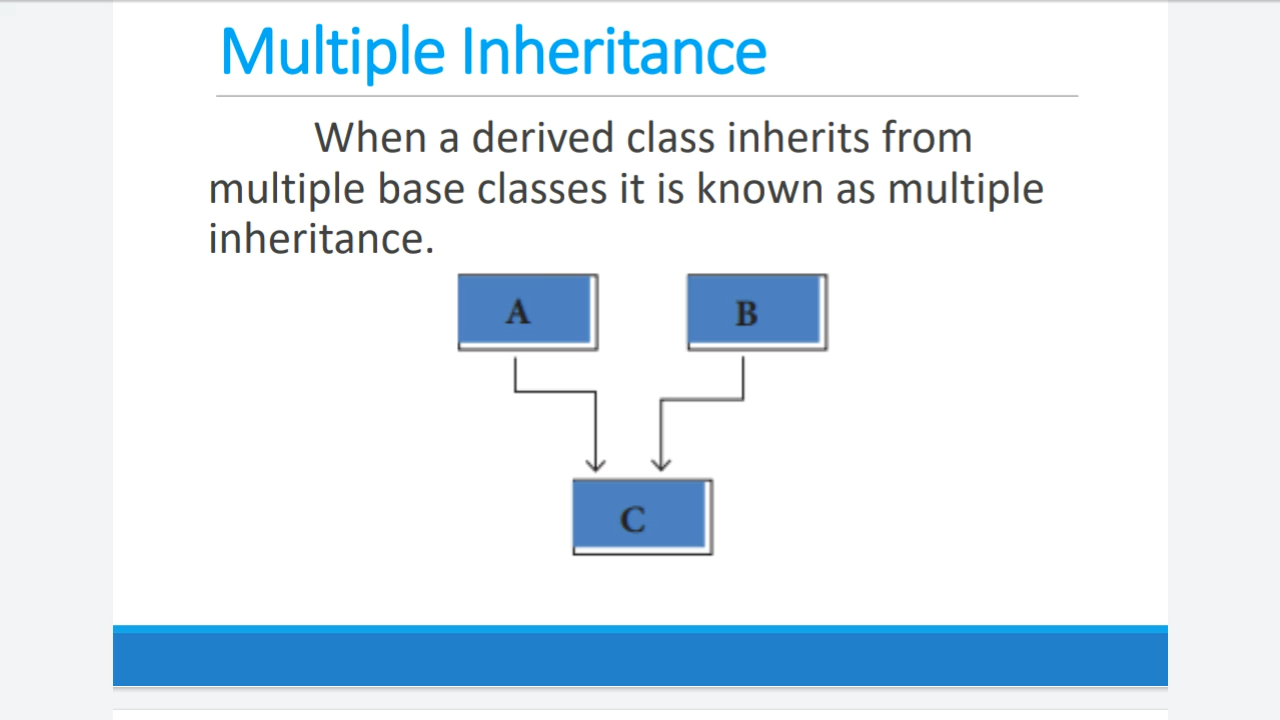 Multiple Inheritance
When a derived class inherits from
multiple base classes it is known as multiple
inheritance.
A B
C